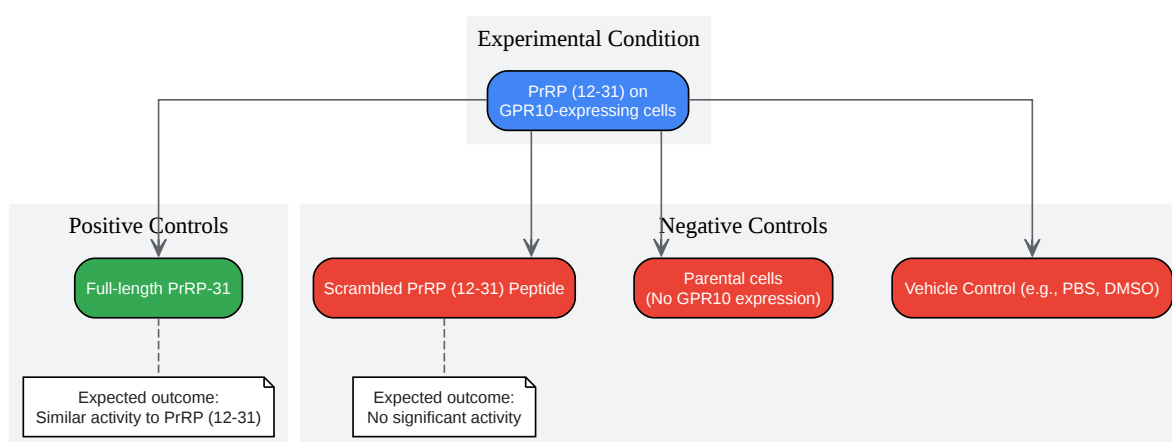 Experimental Condition
PrRP (12-31) on
GPR10-expressing cells
Positive Controls
Negative Controls
Full-length PrRP-31
Scrambled PrRP (12-31) Peptide
Parental cells
(No GPR10 expression)
Vehicle Control (e.g., PBS, DMSO)
Expected outcome:
Similar activity to PrRP (12-31)
Expected outcome:
No significant activity